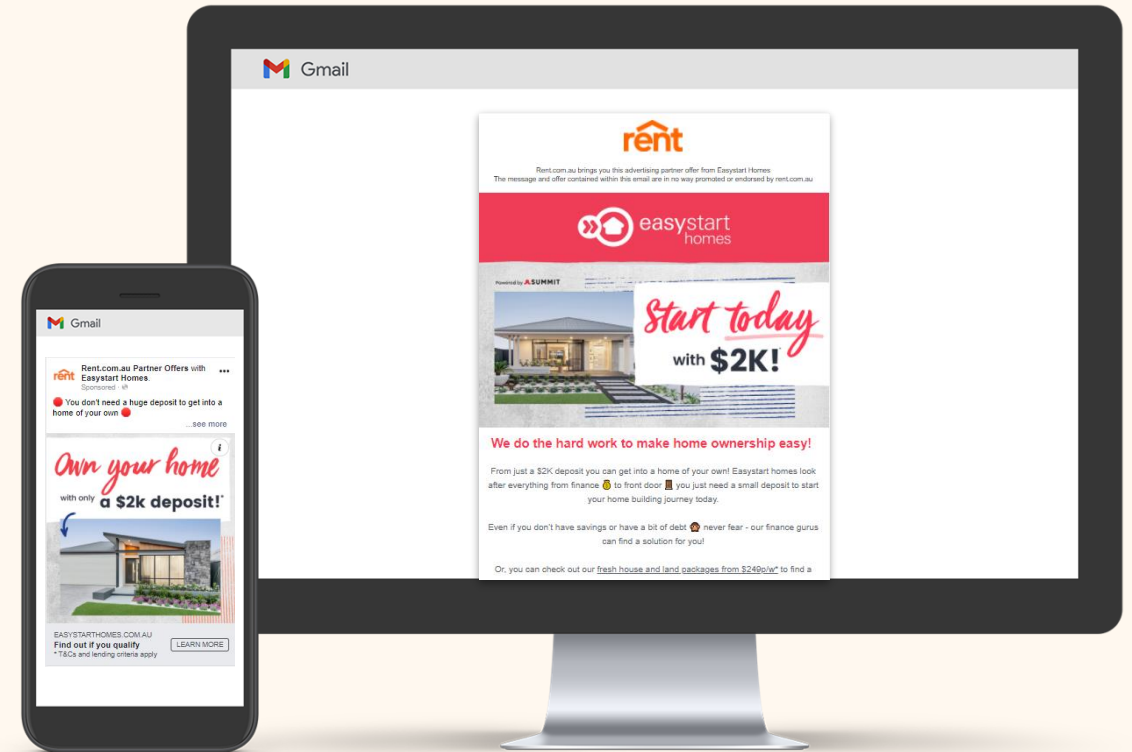 Gmail
rent
Rent.com.au brings you this advertising partner offer from Easystart Homes
The message and offer contained within this email are in no way promoted or endorsed by rent.com.au
easystart
homes
Powered by SUMMIT
Start today
with $2K!
We do the hard work to make home ownership easy!
From just a $2K deposit you can get into a home of your own! Easystart homes look
after everything from finance 💰 to front door 🚪 you just need a small deposit to start
your home building journey today.
Even if you don't have savings or have a bit of debt 🙈 never fear - our finance gurus
can find a solution for you!
Or, you can check out our fresh house and land packages from $249p/w* to find a
Gmail
rent
Rent.com.au Partner Offers with
Easystart Homes.
Sponsored ·
...
🔴 You don't need a huge deposit to get into a
home of your own 🔴
...see more
i
Own your home
with only a $2k deposit!*
EASYSTARTHOMES.COM.AU
Find out if you qualify
* T&Cs and lending criteria apply
LEARN MORE